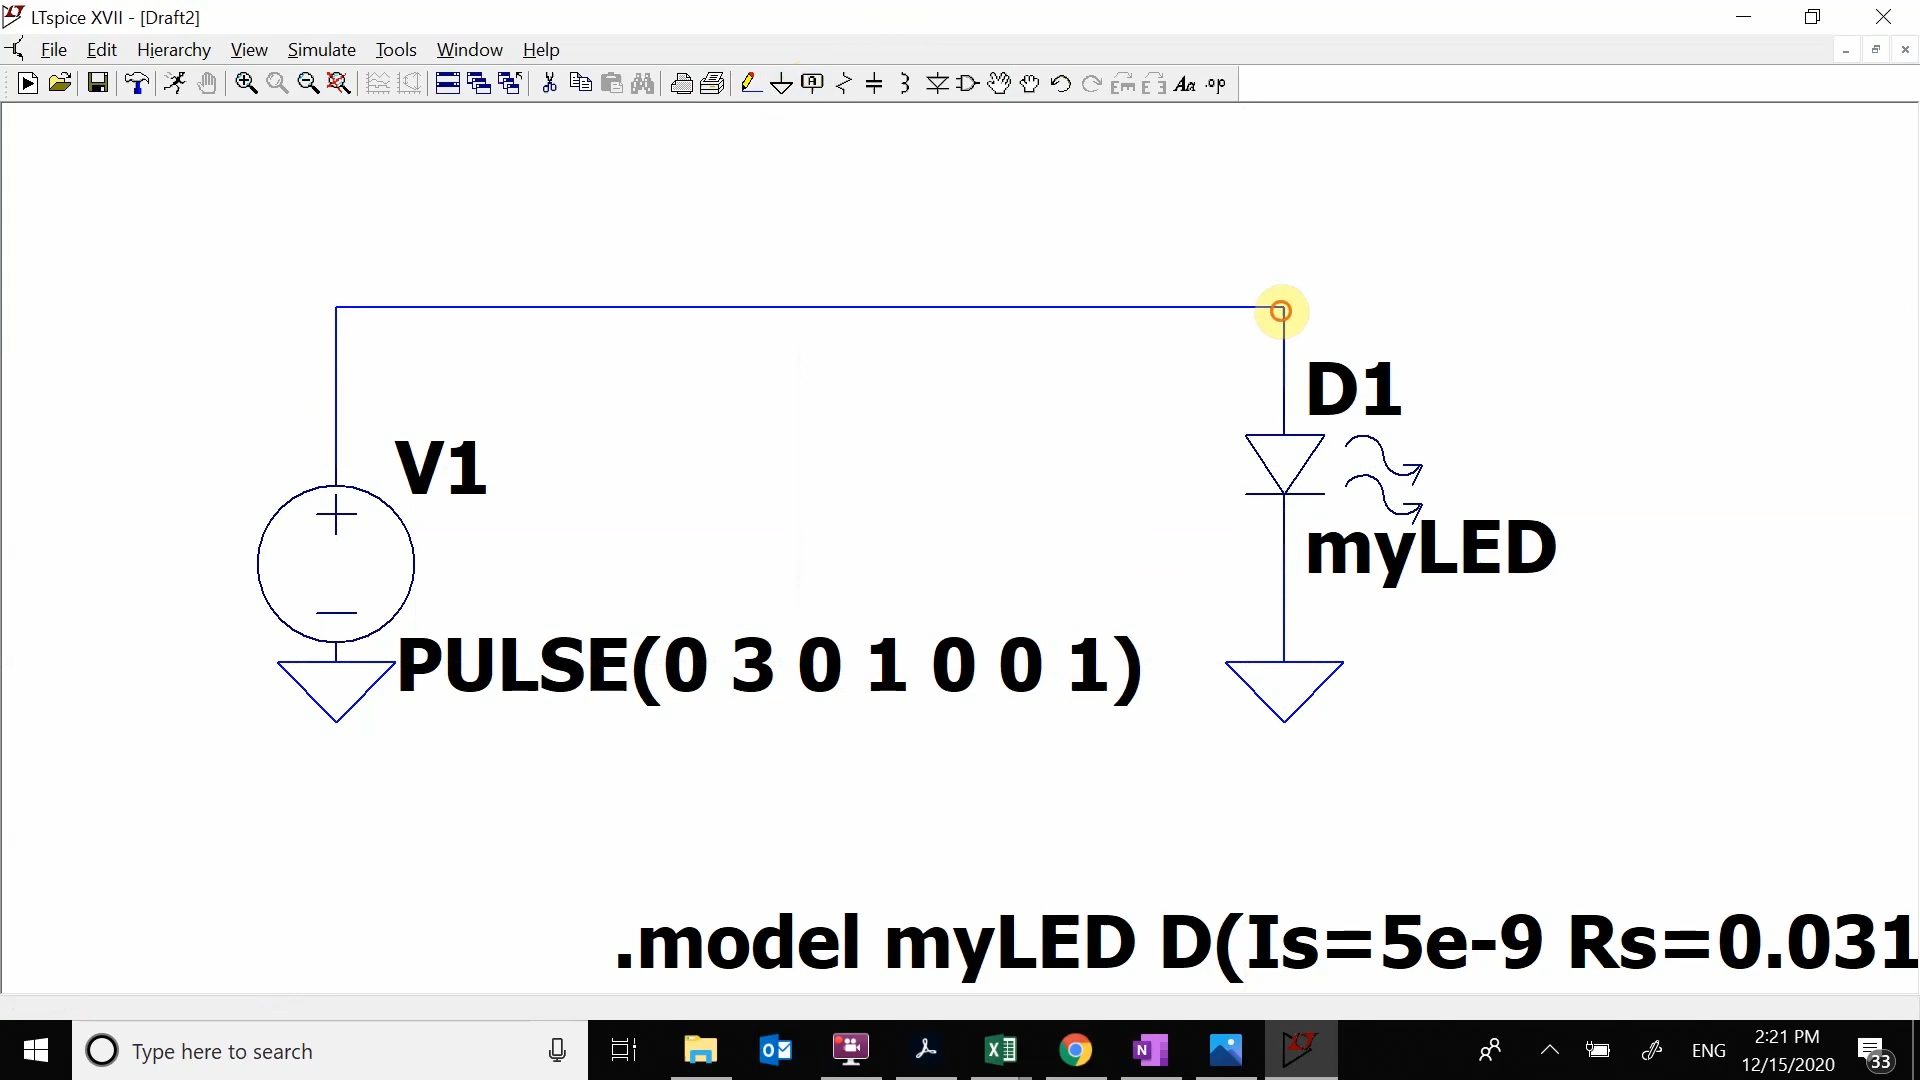 LTspice XVII - [Draft2]
File Edit Hierarchy View Simulate Tools Window Help
A Aa .op
D1
V1
myLED
PULSE(0 3 0 1 0 0 1)
.model myLED D(Is=5e-9 Rs=0.031
Type here to search
ENG
2:21 PM
12/15/2020
33